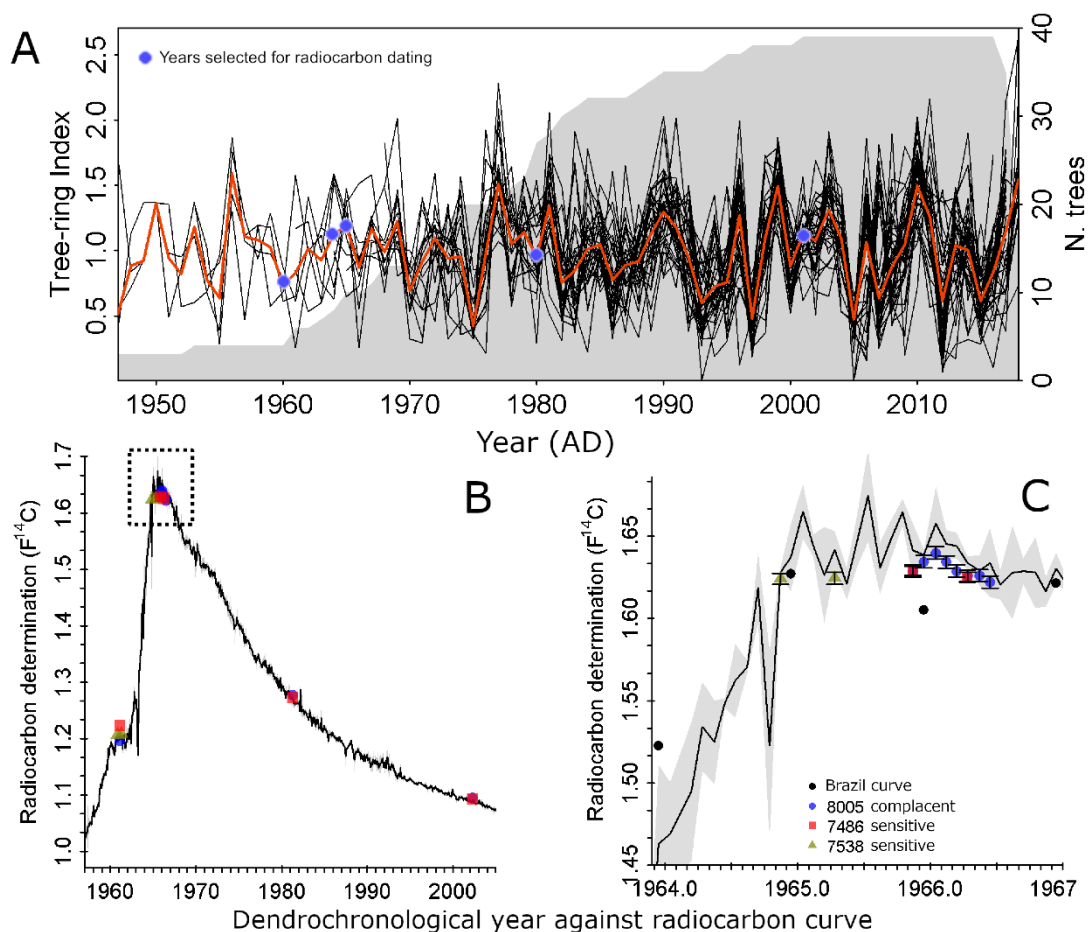 A
Years selected for radiocarbon dating
Tree-ring Index
0.5 1.0 1.5 2.0 2.5
0 10 20 30 40
N. trees
1950 1960 1970 1980 1990 2000 2010
Year (AD)
B
Radiocarbon determination (F14C)
1.0 1.1 1.2 1.3 1.4 1.5 1.6 1.7
1960 1970 1980 1990 2000
C
Radiocarbon determination (F14C)
1.45 1.50 1.55 1.60 1.65
Brazil curve
8005 complacent
7486 sensitive
7538 sensitive
1964.0 1965.0 1966.0 1967
Dendrochronological year against radiocarbon curve